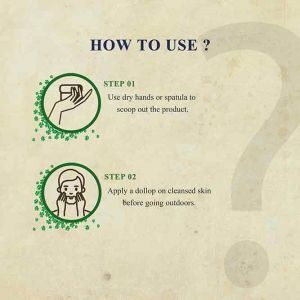 HOW TO USE ?
STEP 01
Use dry hands or spatula to
scoop out the product.
STEP 02
Apply a dollop on cleansed skin
before going outdoors.